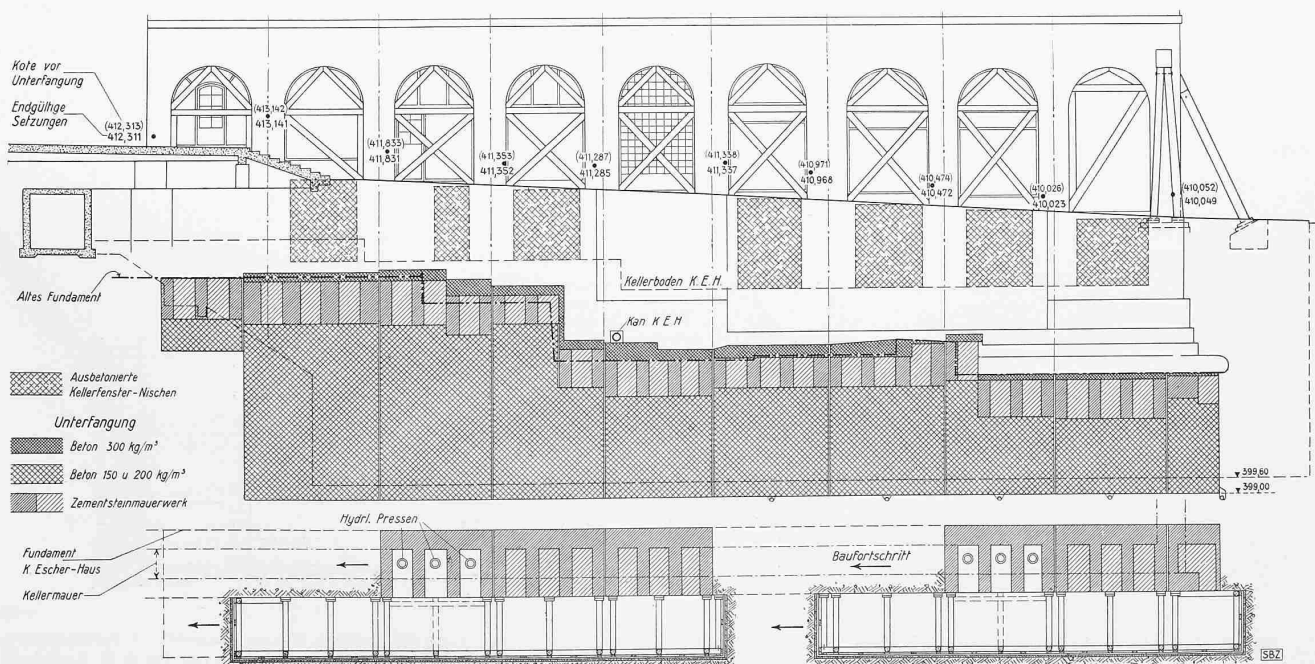 Kote vor
Unterfangung
Endgültige
Setzungen
(412,313)
412,311
(413,142)
413,141
(411,833)
411,831
(411,353)
411,352
(411,287)
411,285
(411,338)
411,337
(410,971)
410,968
(410,474)
410,472
(410,026)
410,023
(410,052)
410,049
Altes Fundament
Kellerboden K.E.H.
Kan K E H
Ausbetonierte
Kellerfenster-Nischen
Unterfangung
Beton 300 kg/m³
Beton 150 u 200 kg/m³
Zementsteinmauerwerk
399,60
399,00
Hydrl. Pressen
Fundament
K. Escher-Haus
Kellermauer
Baufortschritt
SBZ